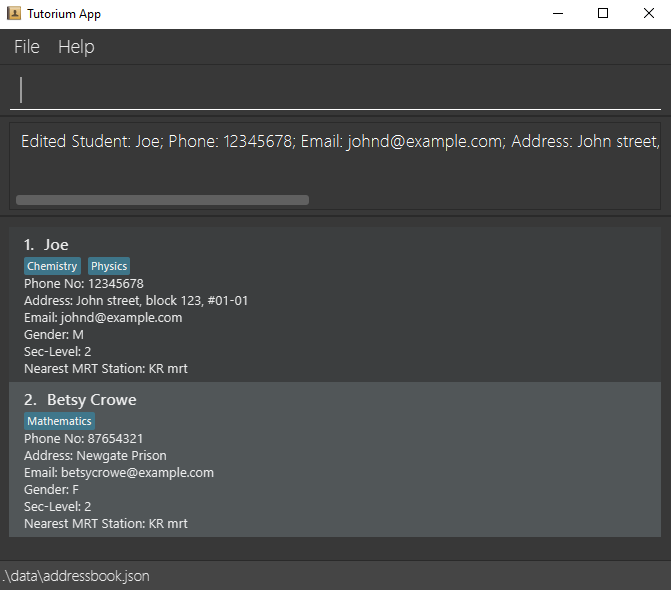 Tutorium App
File Help
Edited Student: Joe; Phone: 12345678; Email: johnd@example.com; Address: John street,
1. Joe
Chemistry Physics
Phone No: 12345678
Address: John street, block 123, #01-01
Email: johnd@example.com
Gender: M
Sec-Level: 2
Nearest MRT Station: KR mrt
2. Betsy Crowe
Mathematics
Phone No: 87654321
Address: Newgate Prison
Email: betsycrowe@example.com
Gender: F
Sec-Level: 2
Nearest MRT Station: KR mrt
.\data\addressbook.json